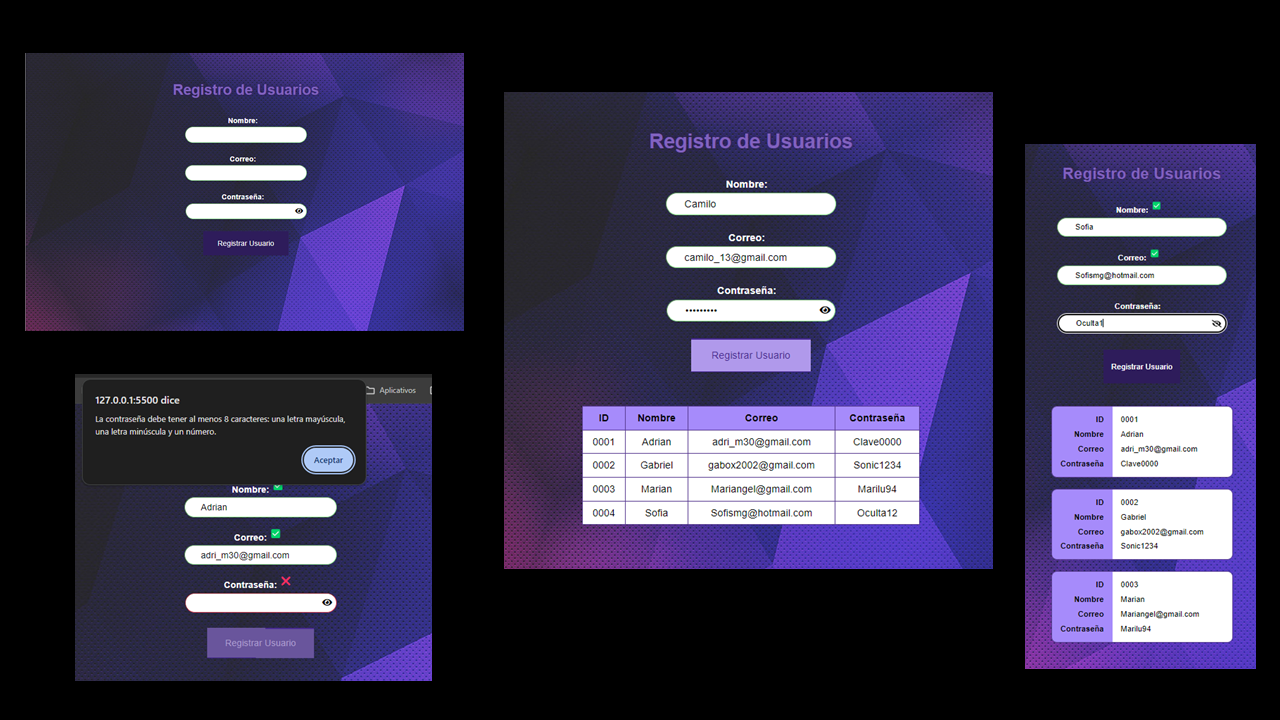 Registro de Usuarios
Nombre:
Correo:
Contraseña:
Registrar Usuario
Aplicativos
127.0.0.1:5500 dice
La contraseña debe tener al menos 8 caracteres: una letra mayúscula,
una letra minúscula y un número.
Aceptar
Nombre:
Adrian
Correo:
adri_m30@gmail.com
Contraseña:
Registrar Usuario
Registro de Usuarios
Nombre:
Camilo
Correo:
camilo_13@gmail.com
Contraseña:
•••••••••
Registrar Usuario
ID Nombre Correo Contraseña
0001 Adrian adri_m30@gmail.com Clave0000
0002 Gabriel gabox2002@gmail.com Sonic1234
0003 Marian Mariangel@gmail.com Marilu94
0004 Sofia Sofismg@hotmail.com Oculta12
Registro de Usuarios
Nombre:
Sofia
Correo:
Sofismg@hotmail.com
Contraseña:
Oculta1
Registrar Usuario
ID 0001
Nombre Adrian
Correo adri_m30@gmail.com
Contraseña Clave0000
ID 0002
Nombre Gabriel
Correo gabox2002@gmail.com
Contraseña Sonic1234
ID 0003
Nombre Marian
Correo Mariangel@gmail.com
Contraseña Marilu94